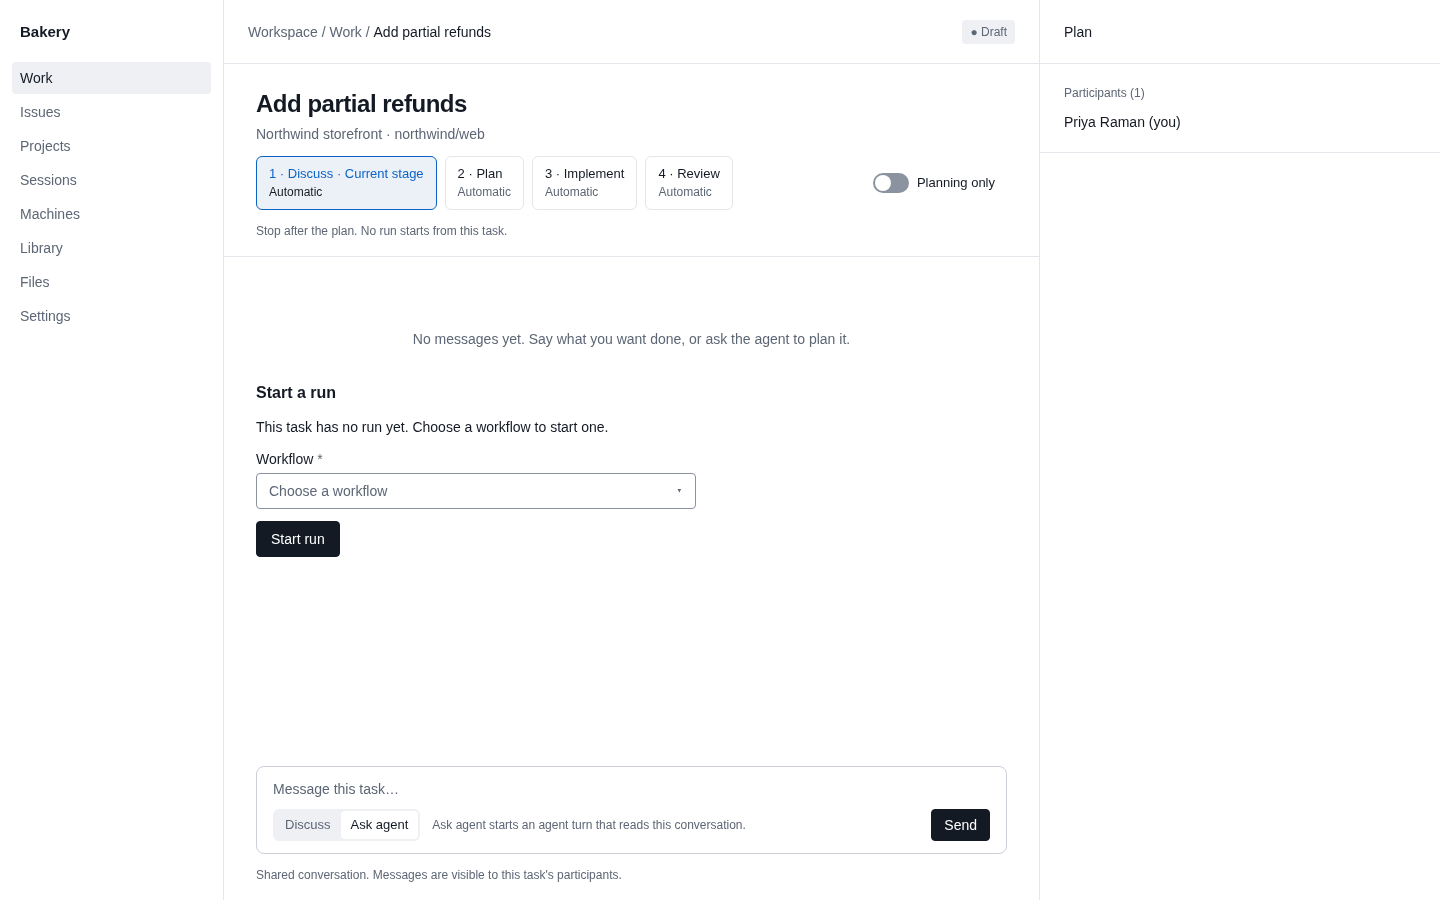 Bakery
Work
Issues
Projects
Sessions
Machines
Library
Files
Settings
Workspace / Work / Add partial refunds
● Draft
Add partial refunds
Northwind storefront · northwind/web
1 · Discuss · Current stage
Automatic
2 · Plan
Automatic
3 · Implement
Automatic
4 · Review
Automatic
Planning only
Stop after the plan. No run starts from this task.
No messages yet. Say what you want done, or ask the agent to plan it.
Start a run
This task has no run yet. Choose a workflow to start one.
Workflow *
Choose a workflow
Start run
Message this task…
Discuss
Ask agent
Ask agent starts an agent turn that reads this conversation.
Send
Shared conversation. Messages are visible to this task's participants.
Plan
Participants (1)
Priya Raman (you)